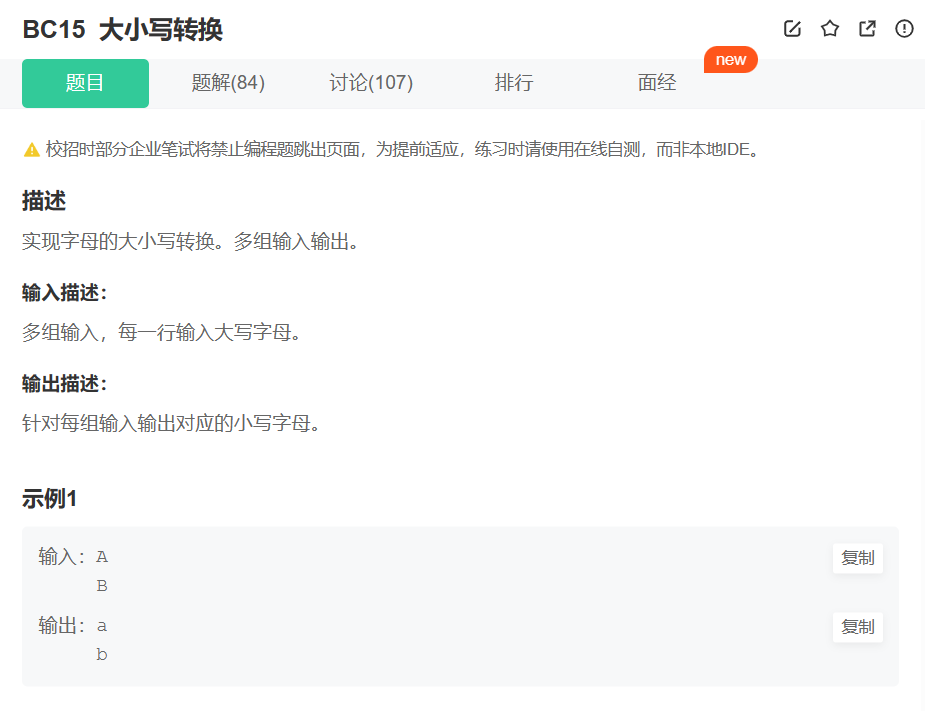 BC15 大小写转换
new
题目 题解(84) 讨论(107) 排行 面经
校招时部分企业笔试将禁止编程题跳出页面，为提前适应，练习时请使用在线自测，而非本地IDE。
描述
实现字母的大小写转换。多组输入输出。
输入描述：
多组输入，每一行输入大写字母。
输出描述：
针对每组输入输出对应的小写字母。
示例1
输入：A 复制
B
输出：a 复制
b